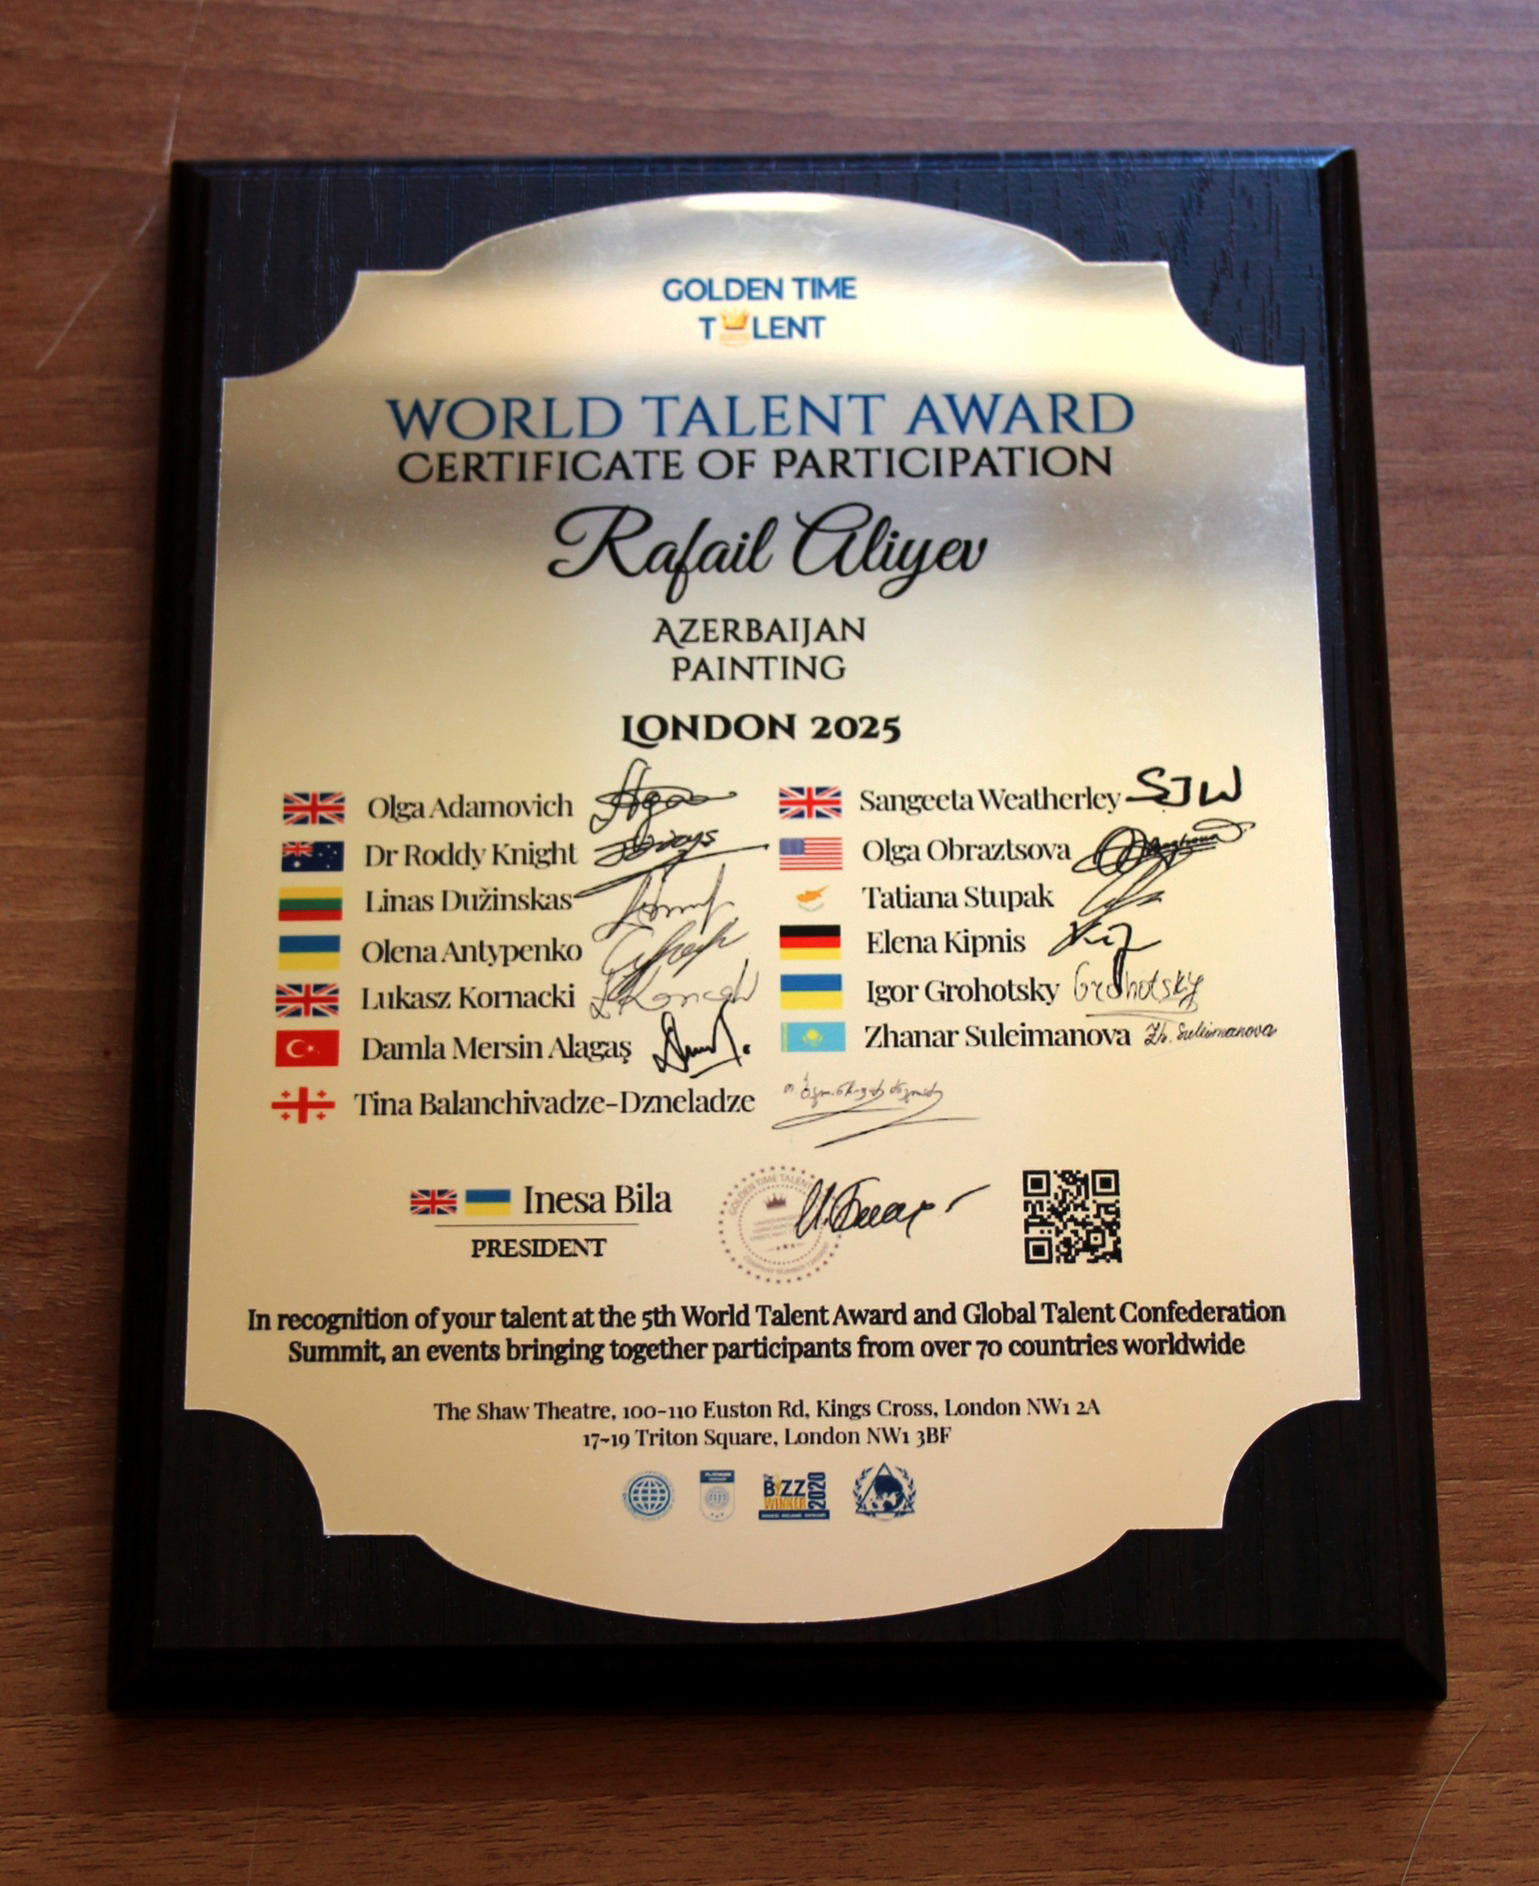 GOLDEN TIME
TALENT
WORLD TALENT AWARD
CERTIFICATE OF PARTICIPATION
Rafail Aliyev
AZERBAIJAN
PAINTING
LONDON 2025
Olga Adamovich
Sangeeta Weatherley SJW
Dr Roddy Knight
Olga Obraztsova
Linas Dužinskas
Tatiana Stupak
Olena Antypenko
Elena Kipnis
Lukasz Kornacki
Igor Grohotsky Grohotsky
Damla Mersin Alagaş
Zhanar Suleimanova Zh. Suleimanova
Tina Balanchivadze-Dzneladze
Inesa Bila
PRESIDENT
GOLDEN TIME TALENT
In recognition of your talent at the 5th World Talent Award and Global Talent Confederation
Summit, an events bringing together participants from over 70 countries worldwide
The Shaw Theatre, 100-110 Euston Rd, Kings Cross, London NW1 2A
17-19 Triton Square, London NW1 3BF
PLATINUM
BIZZ
WINNER
2020